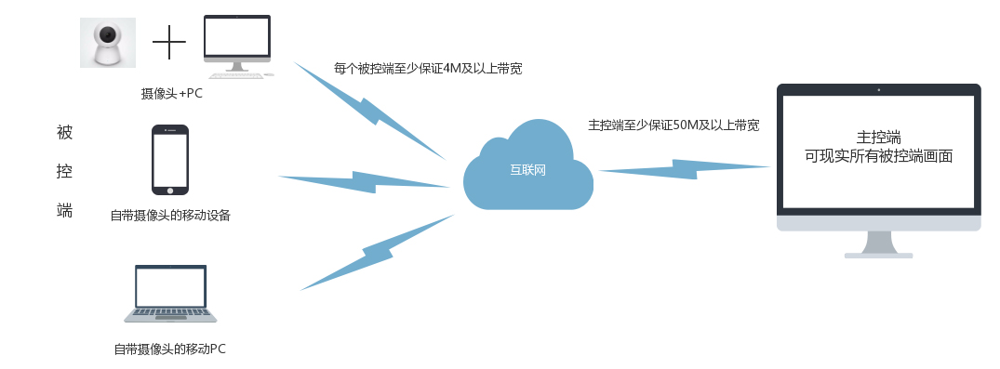 摄像头+PC
每个被控端至少保证4M及以上带宽
被
控
端
自带摄像头的移动设备
自带摄像头的移动PC
互联网
主控端至少保证50M及以上带宽
主控端
可现实所有被控端画面